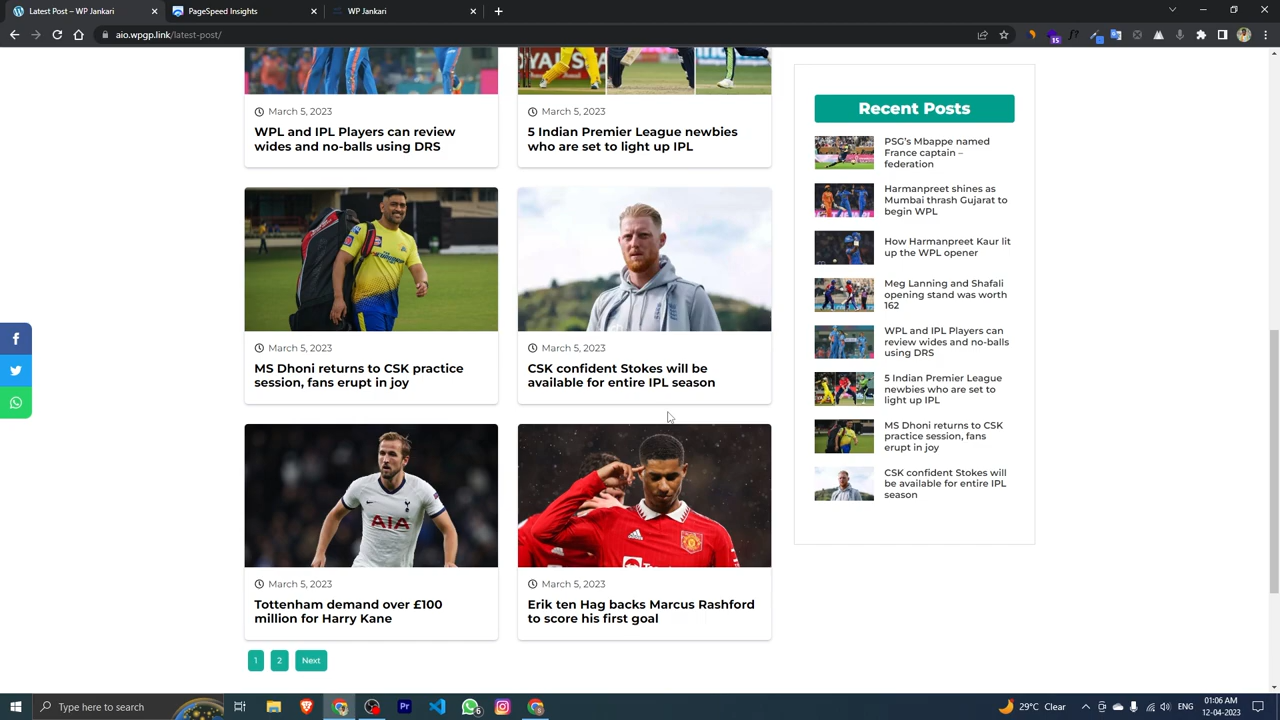 Latest Post – WP Jankari
PageSpeed Insights
WP Jankari
aio.wpgp.link/latest-post/
15
March 5, 2023
WPL and IPL Players can review
wides and no-balls using DRS
March 5, 2023
5 Indian Premier League newbies
who are set to light up IPL
March 5, 2023
MS Dhoni returns to CSK practice
session, fans erupt in joy
March 5, 2023
CSK confident Stokes will be
available for entire IPL season
AIA
March 5, 2023
Tottenham demand over £100
million for Harry Kane
March 5, 2023
Erik ten Hag backs Marcus Rashford
to score his first goal
1
2
Next
Recent Posts
PSG’s Mbappe named
France captain –
federation
Harmanpreet shines as
Mumbai thrash Gujarat to
begin WPL
How Harmanpreet Kaur lit
up the WPL opener
Meg Lanning and Shafali
opening stand was worth
162
WPL and IPL Players can
review wides and no-balls
using DRS
5 Indian Premier League
newbies who are set to
light up IPL
MS Dhoni returns to CSK
practice session, fans
erupt in joy
CSK confident Stokes will
be available for entire IPL
season
Type here to search
Pr
6
29°C Clear
ENG
01:06 AM
12-04-2023